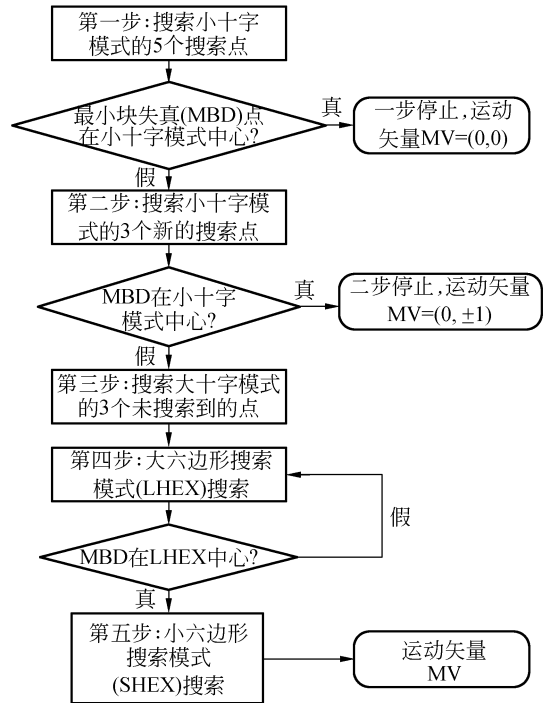 第一步:搜索小十字
模式的5个搜索点
最小块失真(MBD)点
在小十字模式中心?
真
一步停止,运动
矢量MV=(0,0)
假
第二步:搜索小十字模
式的3个新的搜索点
MBD在小十字
模式中心?
真
二步停止,运动矢量
MV=(0, ±1)
假
第三步:搜索大十字模式
的3个未搜索到的点
第四步:大六边形搜索
模式(LHEX)搜索
假
MBD在LHEX中心?
真
第五步:小六边形
搜索模式
(SHEX)搜索
运动矢量
MV